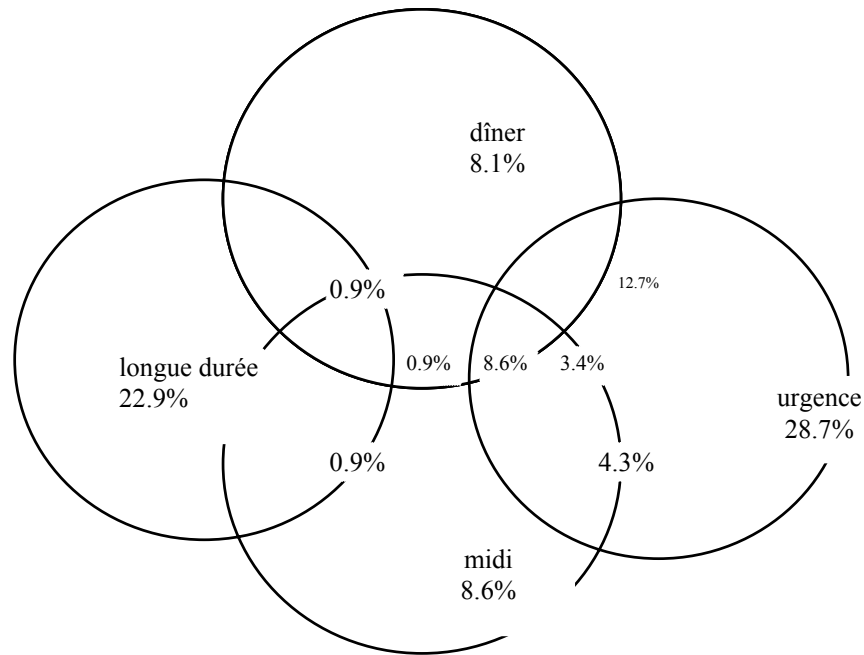 dîner
8.1%
12.7%
0.9%
longue durée
22.9%
0.9%
8.6%
3.4%
urgence
28.7%
0.9%
4.3%
midi
8.6%